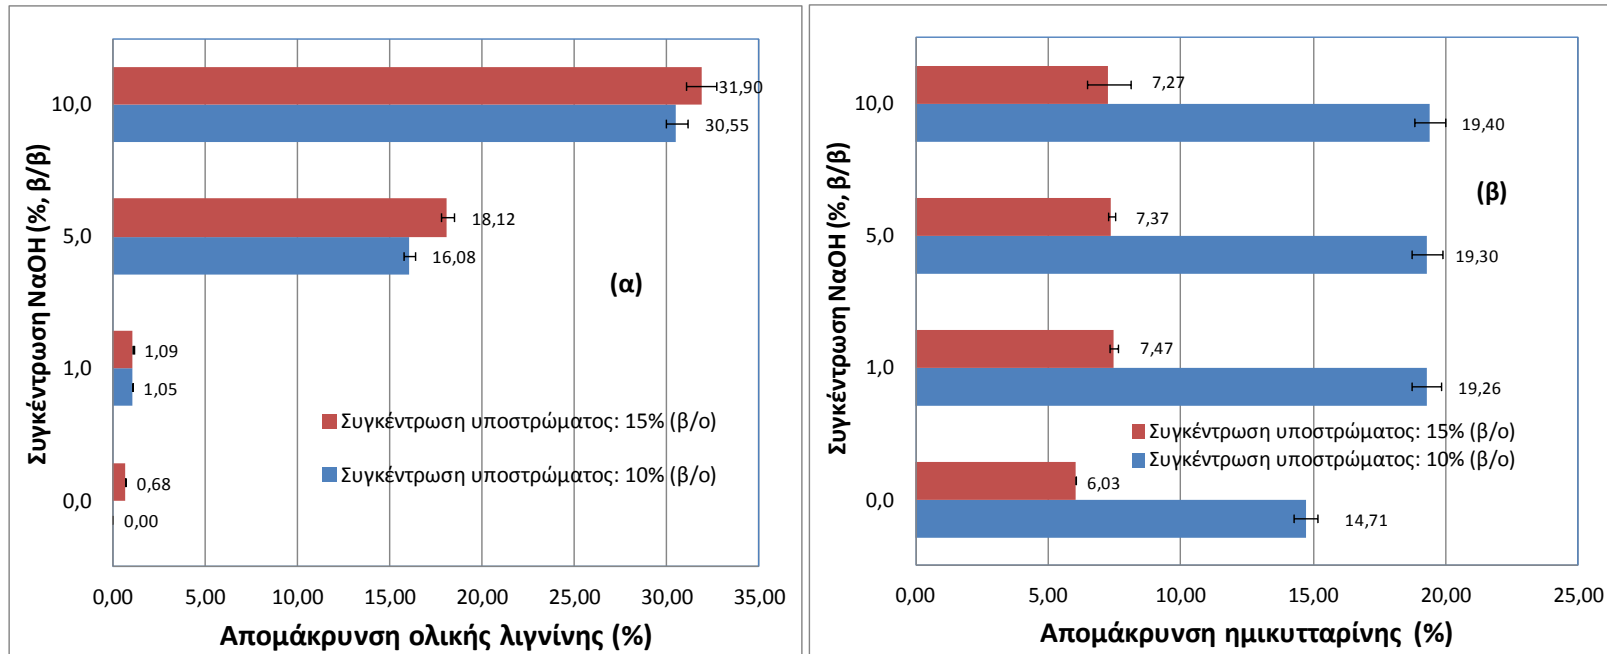 Συγκέντρωση ΝαΟΗ (%, β/β)
10,0
31,90
30,55
5,0
18,12
16,08
(α)
1,0
1,09
1,05
Συγκέντρωση υποστρώματος: 15% (β/ο)
Συγκέντρωση υποστρώματος: 10% (β/ο)
0,0
0,68
0,00
0,00 5,00 10,00 15,00 20,00 25,00 30,00 35,00
Απομάκρυνση ολικής λιγνίνης (%)
Συγκέντρωση ΝαΟΗ (%, β/β)
10,0
7,27
19,40
(β)
5,0
7,37
19,30
1,0
7,47
19,26
Συγκέντρωση υποστρώματος: 15% (β/ο)
Συγκέντρωση υποστρώματος: 10% (β/ο)
0,0
6,03
14,71
0,00 5,00 10,00 15,00 20,00 25,00
Απομάκρυνση ημικυτταρίνης (%)